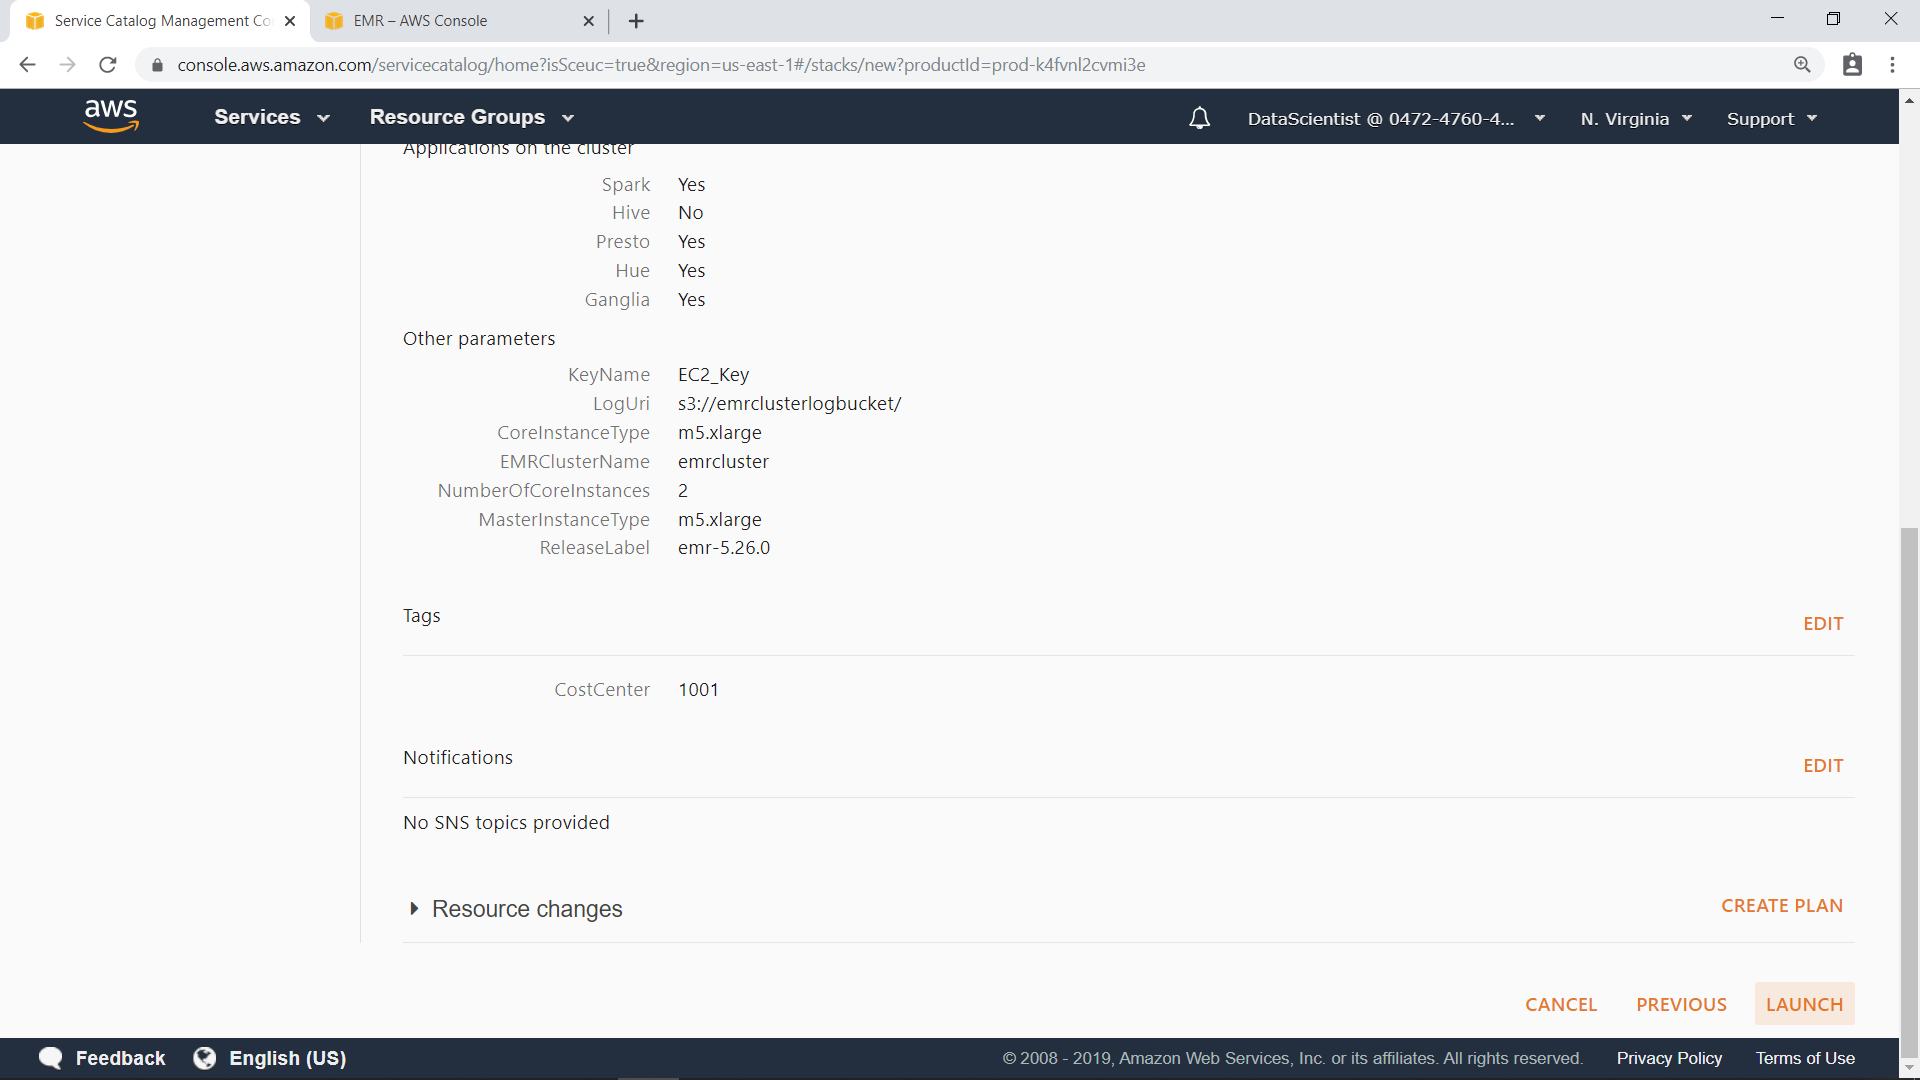 Service Catalog Management Co
EMR – AWS Console
console.aws.amazon.com/servicecatalog/home?isSceuc=true&region=us-east-1#/stacks/new?productId=prod-k4fvnl2cvmi3e
aws
Services
Resource Groups
DataScientist @ 0472-4760-4...
N. Virginia
Support
Applications on the cluster
Spark Yes
Hive No
Presto Yes
Hue Yes
Ganglia Yes
Other parameters
KeyName EC2_Key
LogUri s3://emrclusterlogbucket/
CoreInstanceType m5.xlarge
EMRClusterName emrcluster
NumberOfCoreInstances 2
MasterInstanceType m5.xlarge
ReleaseLabel emr-5.26.0
Tags
EDIT
CostCenter 1001
Notifications
EDIT
No SNS topics provided
Resource changes
CREATE PLAN
CANCEL
PREVIOUS
LAUNCH
Feedback
English (US)
© 2008 - 2019, Amazon Web Services, Inc. or its affiliates. All rights reserved.
Privacy Policy
Terms of Use